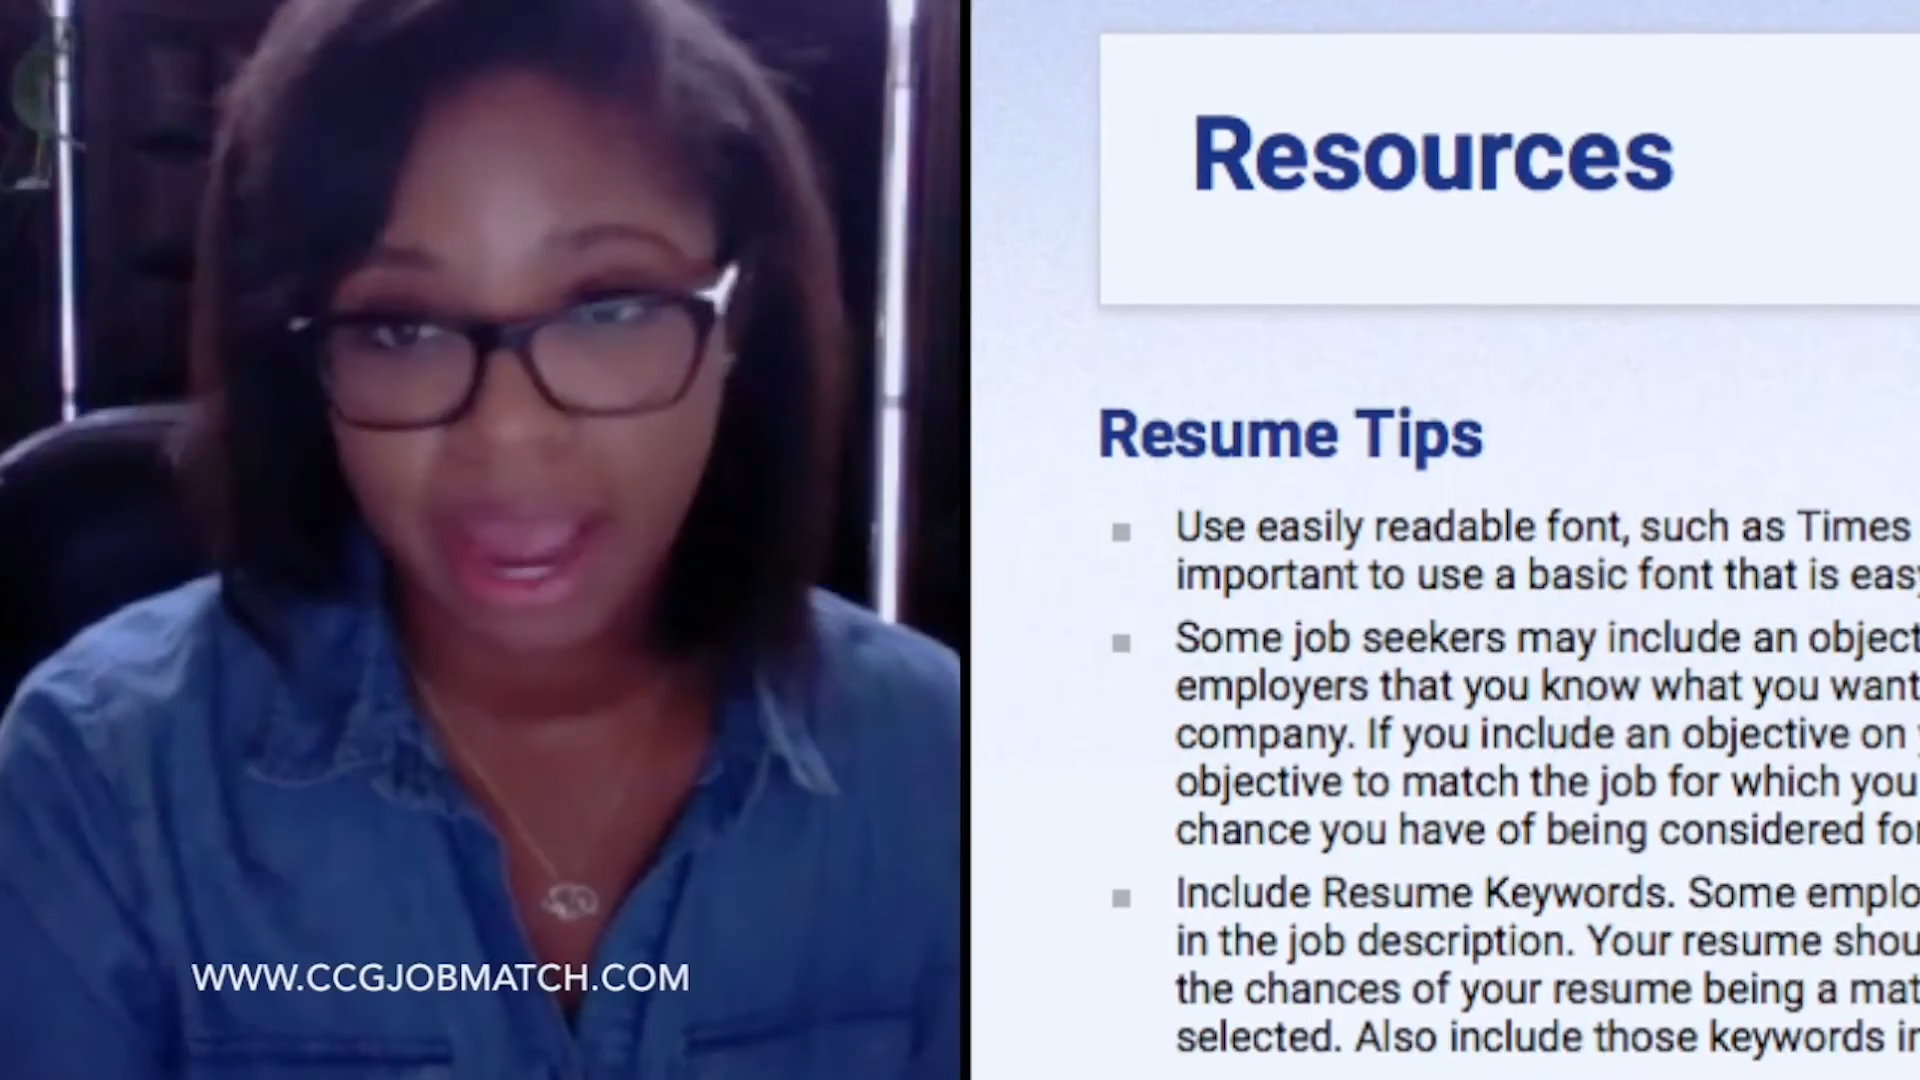 Resources
Resume Tips
Use easily readable font, such as Times
important to use a basic font that is easy
Some job seekers may include an object
employers that you know what you want
company. If you include an objective on
objective to match the job for which you
chance you have of being considered for
Include Resume Keywords. Some emplo
in the job description. Your resume shou
the chances of your resume being a mat
selected. Also include those keywords in
WWW.CCGJOBMATCH.COM